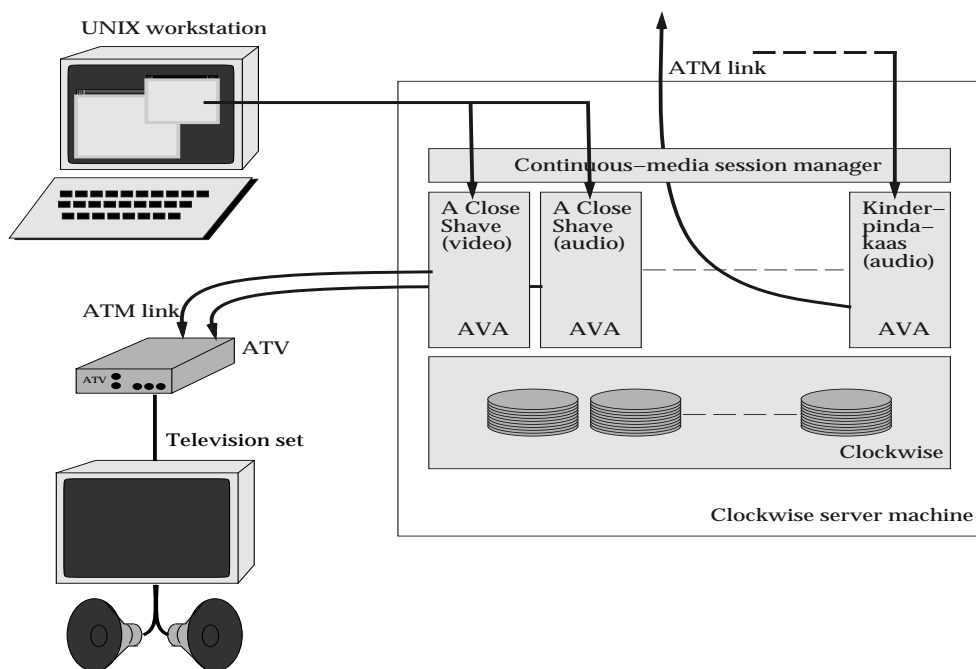 UNIX workstation
ATM link
Continuous–media session manager
A Close
Shave
(video)
AVA
A Close
Shave
(audio)
AVA
Kinder–
pinda–
kaas
(audio)
AVA
ATM link
ATV
ATV
Television set
Clockwise
Clockwise server machine